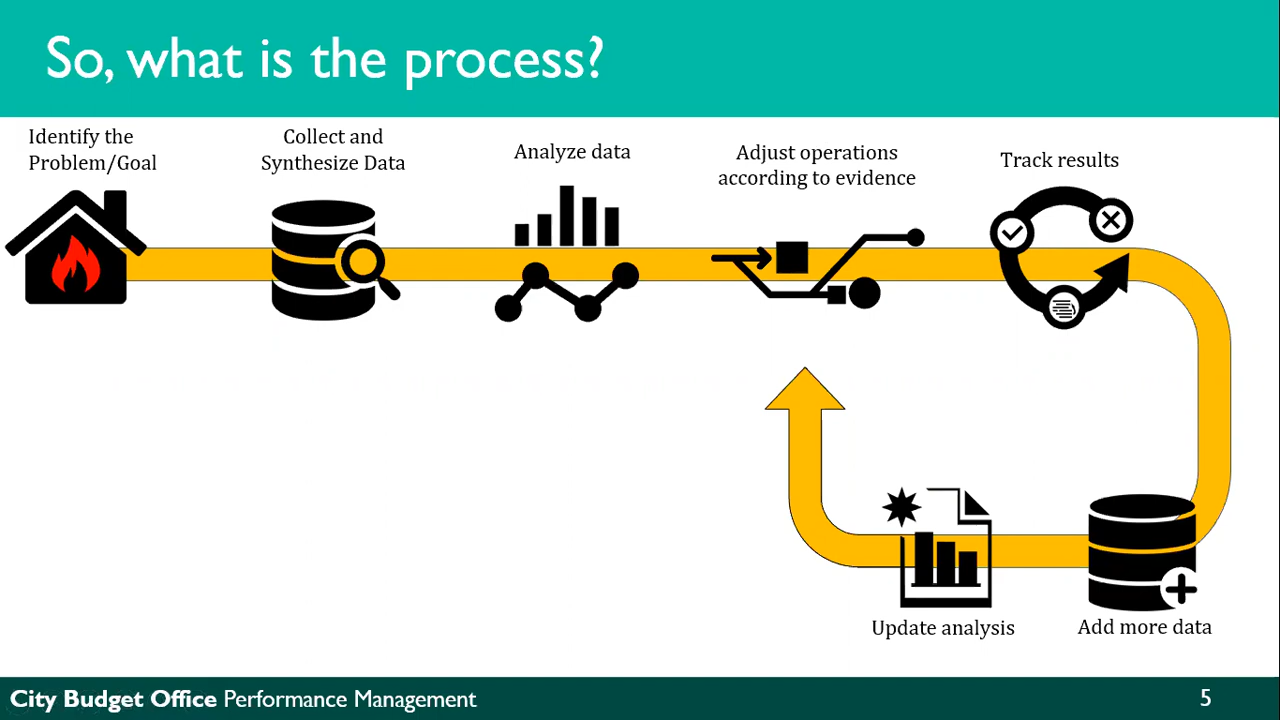 So, what is the process?
Identify the
Problem/Goal
Collect and
Synthesize Data
Analyze data
Adjust operations
according to evidence
Track results
Update analysis
Add more data
City Budget Office Performance Management
5